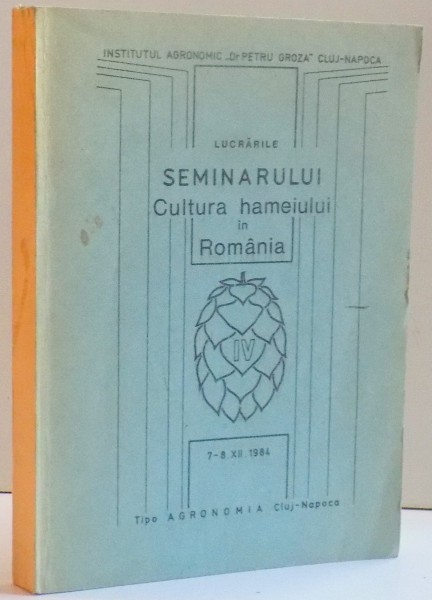 INSTITUTUL AGRONOMIC „Dr PETRU GROZA" CLUJ-NAPOCA
LUCRĂRILE
SEMINARULUI
Cultura hameiului
în
România
IV
7-8 XII 1984
Tipo AGRONOMIA Cluj-Napoca